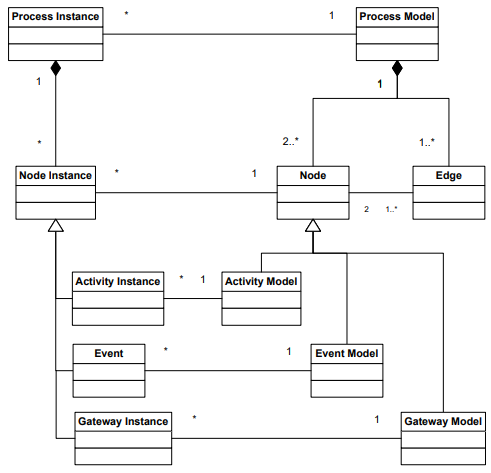 Process Instance * 1 Process Model
1 1
* 2..* 1..*
Node Instance * 1 Node Edge
2 1..*
Activity Instance * 1 Activity Model
Event * 1 Event Model
Gateway Instance * 1 Gateway Model